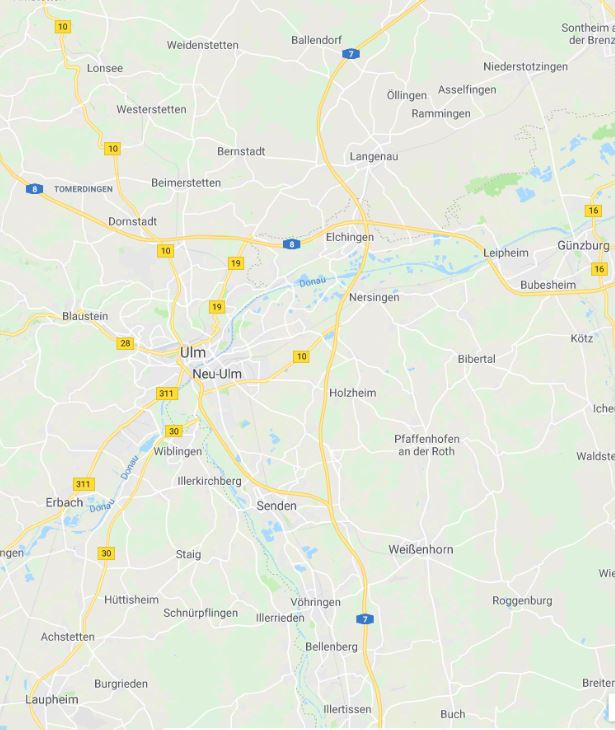 10
Weidenstetten
Ballendorf
7
Sontheim a
der Brenz
Lonsee
Niederstotzingen
Asselfingen
Öllingen
Westerstetten
Rammingen
10
Bernstadt
Langenau
Beimerstetten
8
TOMERDINGEN
16
Dornstadt
Elchingen
8
10
Leipheim
Günzburg
19
16
Donau
Bubesheim
Nersingen
19
Blaustein
Kötz
28
Ulm
10
Bibertal
Neu-Ulm
311
Holzheim
Iche
30
Pfaffenhofen
an der Roth
Wiblingen
Waldste
Donau
Illerkirchberg
311
Erbach
Donau
Senden
ngen
30
Staig
Weißenhorn
Wie
Hüttisheim
Vöhringen
Roggenburg
Schnürpflingen
Illerrieden
7
Achstetten
Bellenberg
Burgrieden
Breiter
Laupheim
Illertissen
Buch